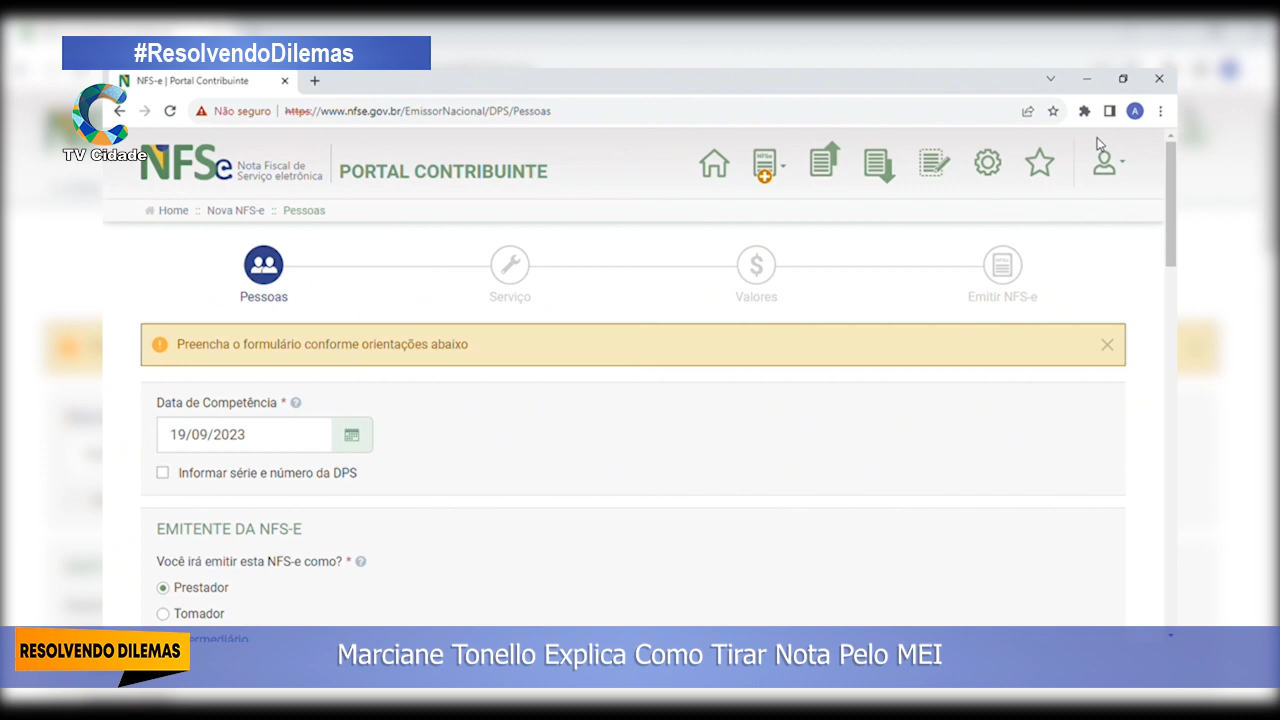 #ResolvendoDilemas
NFS-e | Portal Contribuinte
Não seguro | https://www.nfse.gov.br/EmissorNacional/DPS/Pessoas
A
TV Cidade
NFSe Nota Fiscal de
Serviço eletrônica
PORTAL CONTRIBUINTE
Home :: Nova NFS-e :: Pessoas
Pessoas
Serviço
Valores
Emitir NFS-e
Preencha o formulário conforme orientações abaixo
Data de Competência *
19/09/2023
Informar série e número da DPS
EMITENTE DA NFS-E
Você irá emitir esta NFS-e como? *
Prestador
Tomador
RESOLVENDO DILEMAS
Marciane Tonello Explica Como Tirar Nota Pelo MEI